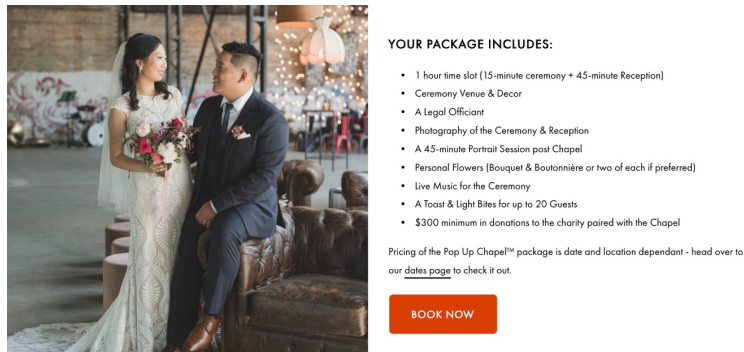 YOUR PACKAGE INCLUDES:
• 1 hour time slot (15-minute ceremony + 45-minute Reception)
• Ceremony Venue & Decor
• A Legal Officiant
• Photography of the Ceremony & Reception
• A 45-minute Portrait Session post Chapel
• Personal Flowers (Bouquet & Boutonnière or two of each if preferred)
• Live Music for the Ceremony
• A Toast & Light Bites for up to 20 Guests
• $300 minimum in donations to the charity paired with the Chapel
Pricing of the Pop Up Chapel™ package is date and location dependant - head over to
our dates page to check it out.
BOOK NOW